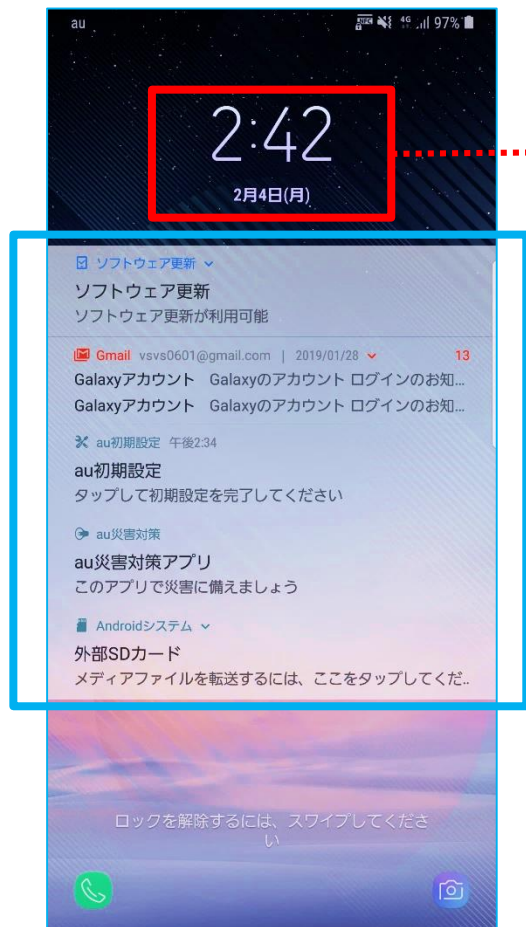 au 4G 97%
2:42
2月4日(月)
ソフトウェア更新
ソフトウェア更新
ソフトウェア更新が利用可能
Gmail vsvs0601@gmail.com | 2019/01/28 13
Galaxyアカウント Galaxyのアカウント ログインのお知...
Galaxyアカウント Galaxyのアカウント ログインのお知...
au初期設定 午後2:34
au初期設定
タップして初期設定を完了してください
au災害対策
au災害対策アプリ
このアプリで災害に備えましょう
Androidシステム
外部SDカード
メディアファイルを転送するには、ここをタップしてくだ..
ロックを解除するには、スワイプしてくださ
い